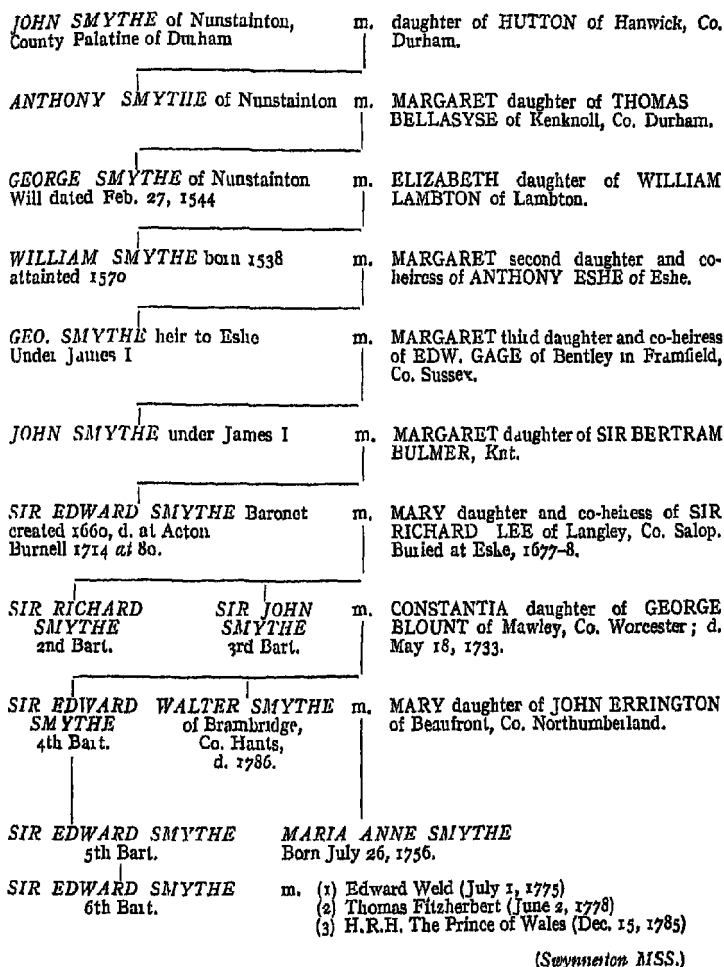 JOHN SMYTHE of Nunstainton, m. daughter of HUTTON of Hanwick, Co.
County Palatine of Durham Durham.
ANTHONY SMYTHE of Nunstainton m. MARGARET daughter of THOMAS
BELLASYSE of Kenknoll, Co. Durham.
GEORGE SMYTHE of Nunstainton m. ELIZABETH daughter of WILLIAM
Will dated Feb. 27, 1544 LAMBTON of Lambton.
WILLIAM SMYTHE born 1538 m. MARGARET second daughter and co-
attainted 1570 heiress of ANTHONY ESHE of Eshe.
GEO. SMYTHE heir to Eshe m. MARGARET third daughter and co-heiress
Under James I of EDW. GAGE of Bentley in Framfield,
Co. Sussex.
JOHN SMYTHE under James I m. MARGARET daughter of SIR BERTRAM
BULMER, Knt.
SIR EDWARD SMYTHE Baronet m. MARY daughter and co-heiress of SIR
created 1660, d. at Acton RICHARD LEE of Langley, Co. Salop.
Burnell 1714 at 80. Buried at Eshe, 1677-8.
SIR RICHARD SIR JOHN m. CONSTANTIA daughter of GEORGE
SMYTHE SMYTHE BLOUNT of Mawley, Co. Worcester; d.
2nd Bart. 3rd Bart. May 18, 1733.
SIR EDWARD WALTER SMYTHE m. MARY daughter of JOHN ERRINGTON
SMYTHE of Brambridge, of Beaufront, Co. Northumberland.
4th Bart. Co. Hants,
d. 1786.
SIR EDWARD SMYTHE MARIA ANNE SMYTHE
5th Bart. Born July 26, 1756.
SIR EDWARD SMYTHE m. (1) Edward Weld (July 1, 1775)
6th Bart. (2) Thomas Fitzherbert (June 2, 1778)
(3) H.R.H. The Prince of Wales (Dec. 15, 1785)
(Swynnerton MSS.)